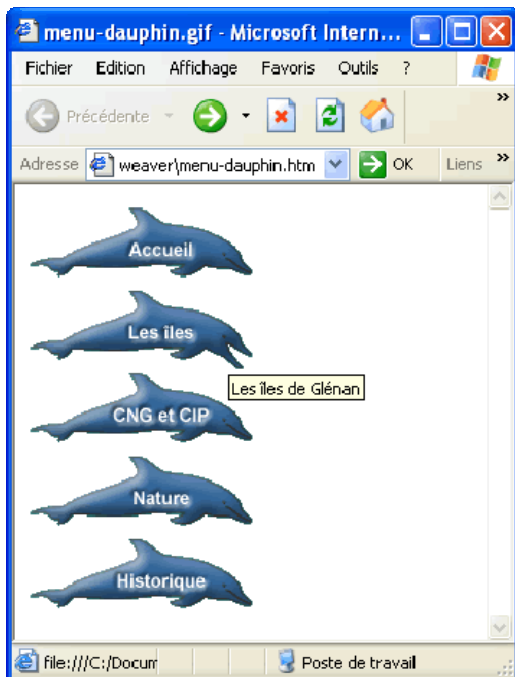 menu-dauphin.gif - Microsoft Intern...
Fichier Edition Affichage Favoris Outils ?
Précédente »
Adresse weaver\menu-dauphin.htm OK Liens »
Accueil
Les îles
Les îles de Glénan
CNG et CIP
Nature
Historique
file:///C:/Docum Poste de travail